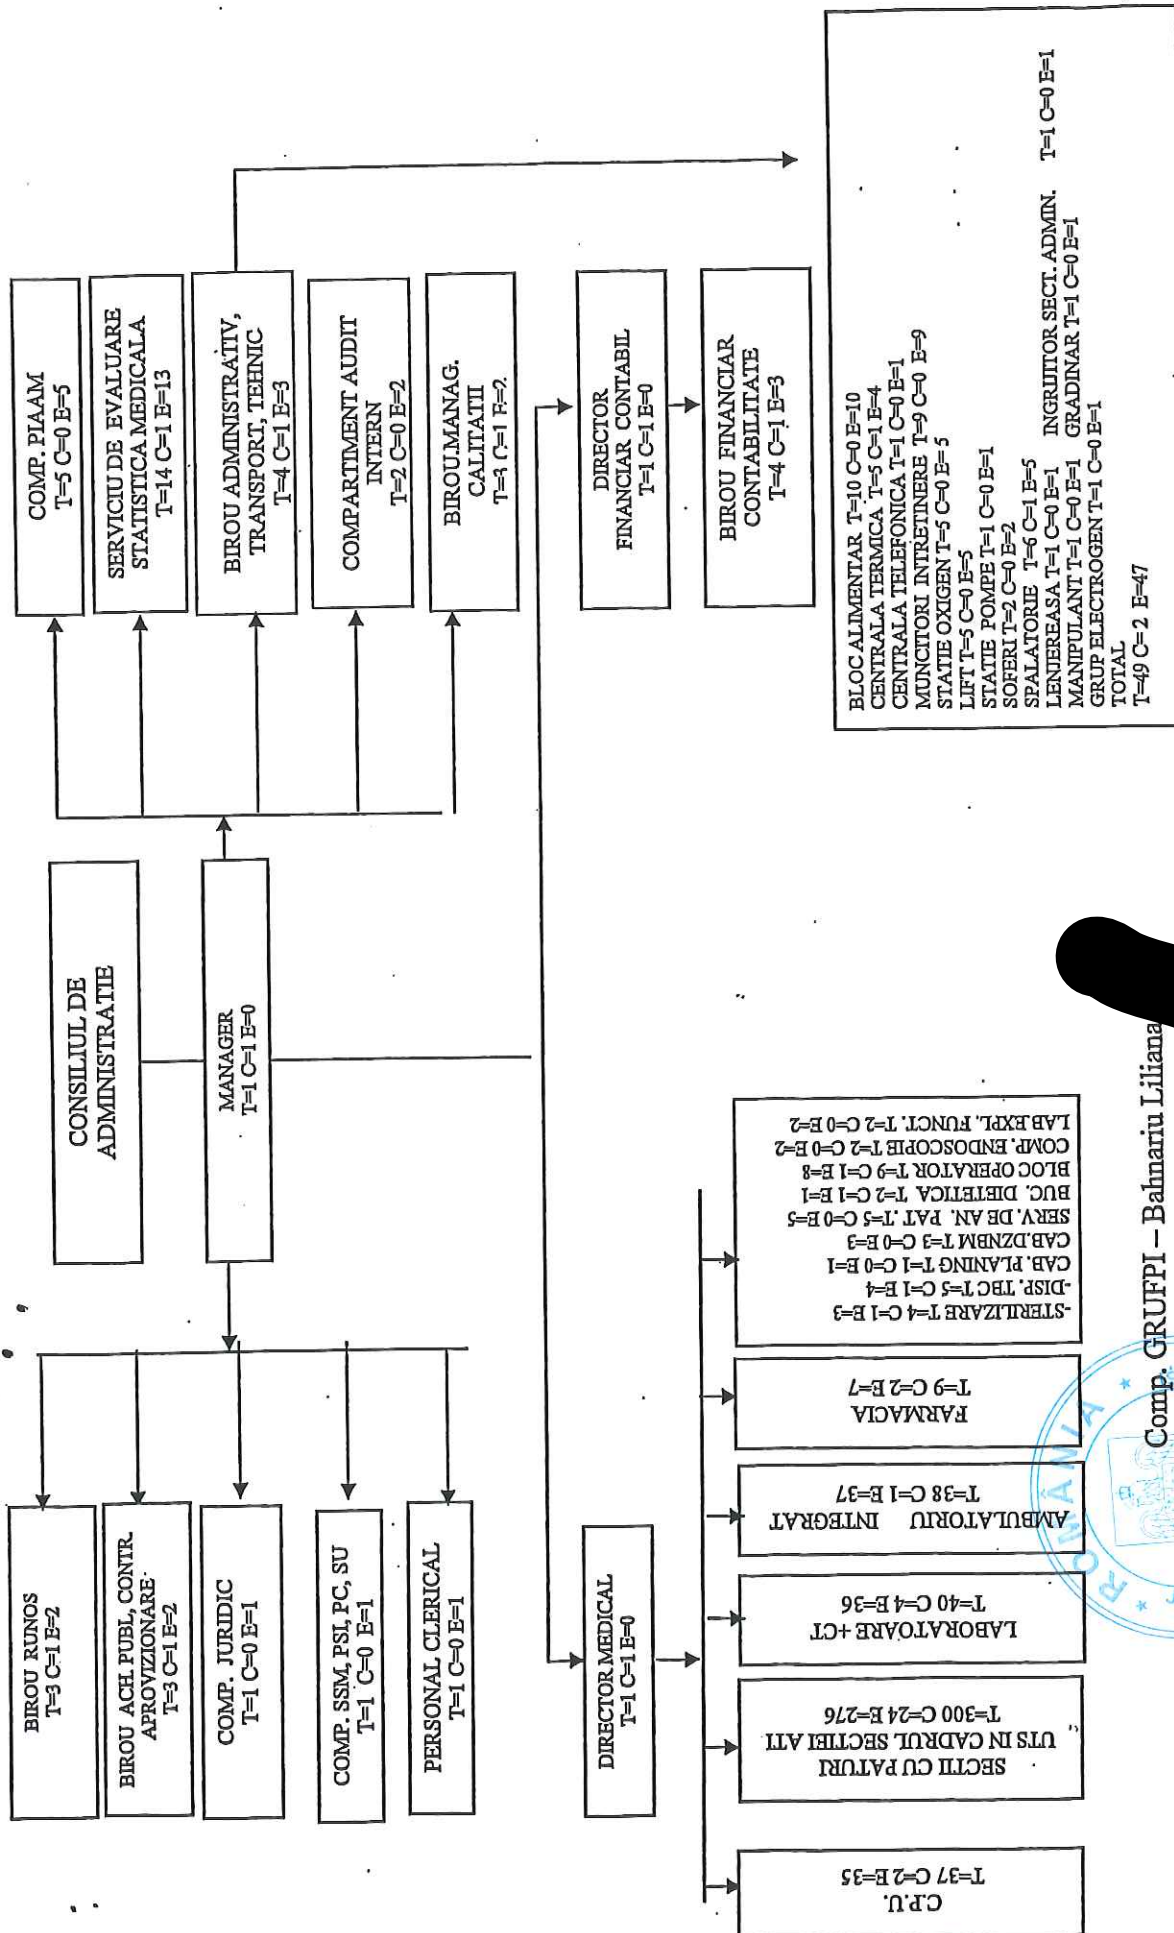 CONSILIUL DE
ADMINISTRATIE
MANAGER
T=1 C=1 E=0
BIROU RUNOS
T=3 C=1 E=2
BIROU ACH.PUBL, CONTR.
APROVIZIONARE
T=3 C=1 E=2
COMP. JURIDIC
T=1 C=0 E=1
COMP. SSM, PSI, PC, SU
T=1 C=0 E=1
PERSONAL CLERICAL
T=1 C=0 E=1
COMP. PIAAM
T=5 C=0 E=5
SERVICIU DE EVALUARE
STATISTICA MEDICALA
T=14 C=1 E=13
BIROU ADMINISTRATIV,
TRANSPORT, TEHNIC
T=4 C=1 E=3
COMPARTIMENT AUDIT
INTERN
T=2 C=0 E=2
BIROU.MANAG.
CALITATII
T=3 C=1 E=2
DIRECTOR MEDICAL
T=1 C=1 E=0
DIRECTOR
FINANCIAR CONTABIL
T=1 C=1 E=0
BIROU FINANCIAR
CONTABILITATE
T=4 C=1 E=3
C.P.U.
T=37 C=2 E=35
SECTII CU PATURI
UTS IN CADRUL SECTIEI ATI
T=300 C=24 E=276
LABORATOARE +CT
T=40 C=4 E=36
AMBULATORIU INTEGRAT
T=38 C=1 E=37
FARMACIA
T=9 C=2 E=7
-STERILIZARE T=4 C=1 E=3
-DISP. TBC T=5 C=1 E=4
CAB. PLANING T=1 C=0 E=1
CAB.DZNBM T=3 C=0 E=3
SERV. DE AN. PAT .T=5 C=0 E=5
BUC. DIETETICA T=2 C=1 E=1
BLOC OPERATOR T=9 C=1 E=8
COMP. ENDOSCOPIE T=2 C=0 E=2
LAB.EXPL. FUNCT. T=2 C=0 E=2
BLOC ALIMENTAR T=10 C=0 E=10
CENTRALA TERMICA T=5 C=1 E=4
CENTRALA TELEFONICA T=1 C=0 E=1
MUNCITORI INTRETINERE T=9 C=0 E=9
STATIE OXIGEN T=5 C=0 E= 5
LIFT T=5 C=0 E=5
STATIE POMPE T=1 C=0 E=1
SOFERI T=2 C=0 E=2
SPALATORIE T=6 C=1 E=5
LENJEREASA T=1 C=0 E=1 INGRIJITOR SECT. ADMIN. T=1 C=0 E=1
MANIPULANT T=1 C=0 E=1 GRADINAR T=1 C=0 E=1
GRUP ELECTROGEN T=1 C=0 E=1
TOTAL
T=49 C= 2 E=47
Comp. GRUFPI – Bahnariu Liliana
ROMÂNIA